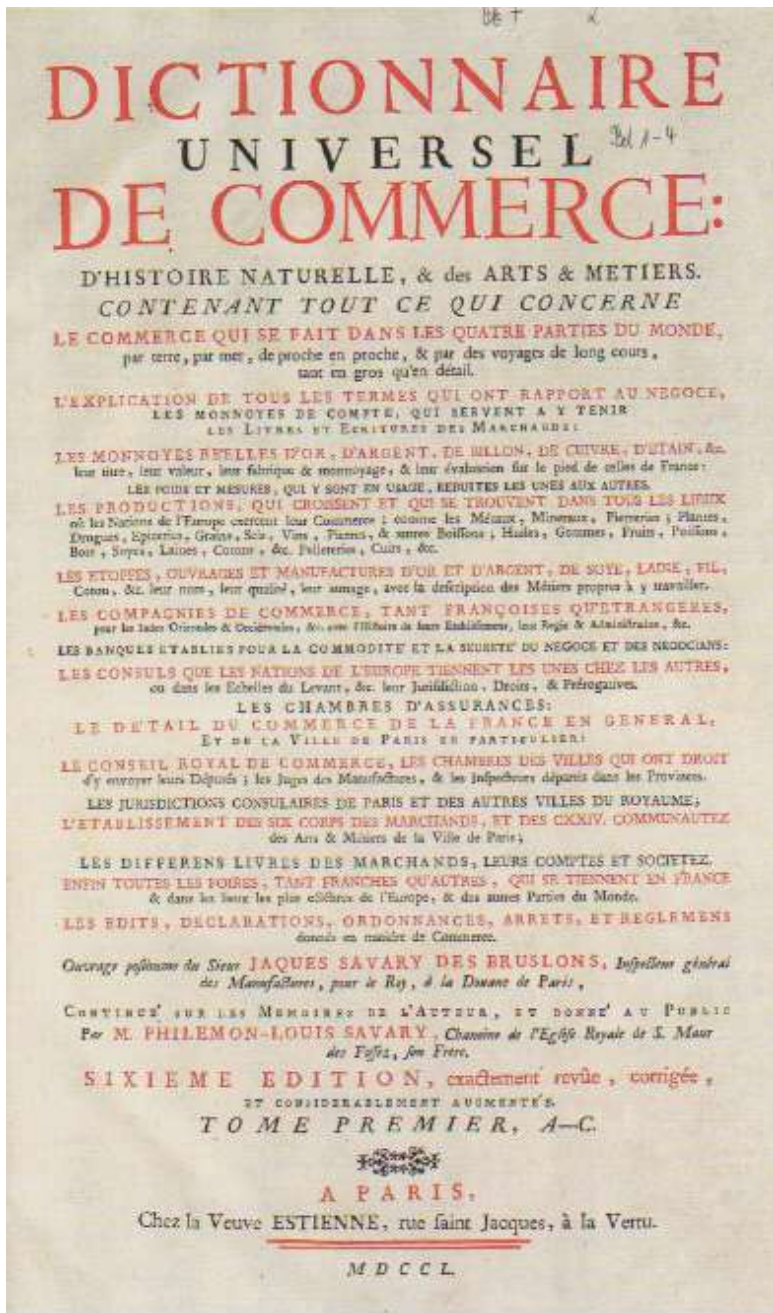 DICTIONNAIRE
UNIVERSEL
Bd 1-4
DE COMMERCE:
D'HISTOIRE NATURELLE, & des ARTS & METIERS.
CONTENANT TOUT CE QUI CONCERNE
LE COMMERCE QUI SE FAIT DANS LES QUATRE PARTIES DU MONDE,
par terre, par mer, de proche en proche, & par des voyages de long cours,
tant en gros qu'en détail.
L'EXPLICATION DE TOUS LES TERMES QUI ONT RAPPORT AU NEGOCE,
LES MONNOYES DE COMPTE, QUI SERVENT A Y TENIR
LES LIVRES ET ECRITURES DES MARCHANDS:
LES MONNOYES REELLES D'OR, D'ARGENT, DE BILLON, DE CUIVRE, D'ETAIN, &c.
leur titre, leur valeur, leur fabrique & monnoyage, & leur évaluation sur le pied de celles de France:
LES POIDS ET MESURES, QUI Y SONT EN USAGE, REDUITES LES UNES AUX AUTRES.
LES PRODUCTIONS, QUI CROISSENT ET QUI SE TROUVENT DANS TOUS LES LIEUX
où les Nations de l'Europe exercent leur Commerce; comme les Métaux, Mineraux, Pierreries; Plantes,
Drogues, Epiceries, Grains, Sels, Vins, & autres Boissons; Huiles, Gommes, Fruits, Poissons,
Bois, Soyes, Laines, Cotons, &c. Pelleteries, Cuirs, &c.
LES ETOFFES, OUVRAGES ET MANUFACTURES D'OR ET D'ARGENT, DE SOYE, LAINE, FIL,
Coton, &c. leur nom, leur qualité, leur aunage, avec la description des Métiers propres à y travailler.
LES COMPAGNIES DE COMMERCE, TANT FRANÇOISES QU'ETRANGERES,
pour les Indes Orientales & Occidentales, &c. avec l'Histoire de leurs Etablissemens, leur Regie & Administration, &c.
LES BANQUES ETABLIES POUR LA COMMODITÉ ET LA SEURETÉ DU NEGOCE ET DES NEGOCIANS:
LES CONSULS QUE LES NATIONS DE L'EUROPE TIENNENT LES UNES CHEZ LES AUTRES,
ou dans les Echelles du Levant, &c. leur Jurisdiction, Droits, & Prérogatives.
LES CHAMBRES D'ASSURANCES:
LE DETAIL DU COMMERCE DE LA FRANCE EN GENERAL,
ET DE LA VILLE DE PARIS EN PARTICULIER:
LE CONSEIL ROYAL DE COMMERCE, LES CHAMBRES DES VILLES QUI ONT DROIT
d'y envoyer leurs Députés; les Juges des Manufactures, & les Inspecteurs départis dans les Provinces.
LES JURISDICTIONS CONSULAIRES DE PARIS ET DES AUTRES VILLES DU ROYAUME;
L'ETABLISSEMENT DES SIX CORPS DES MARCHANDS, ET DES CXXIV. COMMUNAUTEZ
des Arts & Métiers de la Ville de Paris;
LES DIFFERENS LIVRES DES MARCHANDS, LEURS COMPTES ET SOCIETEZ.
ENFIN TOUTES LES FOIRES, TANT FRANCHES QU'AUTRES, QUI SE TIENNENT EN FRANCE
& dans les lieux les plus célébres de l'Europe, & des autres Parties du Monde.
LES EDITS, DECLARATIONS, ORDONNANCES, ARRETS, ET REGLEMENS
donnés en matière de Commerce.
Ouvrage posthume du Sieur JAQUES SAVARY DES BRUSLONS, Inspecteur général
des Manufactures, pour le Roy, à la Douane de Paris,
CONTINUÉ SUR LES MEMOIRES DE L'AUTEUR, ET DONNÉ AU PUBLIC
Par M. PHILEMON-LOUIS SAVARY, Chanoine de l'Eglise Royale de S. Maur
des Fossez, son Frere.
SIXIEME EDITION, exactement revûe, corrigée,
ET CONSIDERABLEMENT AUGMENTÉE.
TOME PREMIER, A—C.
A PARIS,
Chez la Veuve ESTIENNE, rue saint Jacques, à la Vertu.
MDCCL.